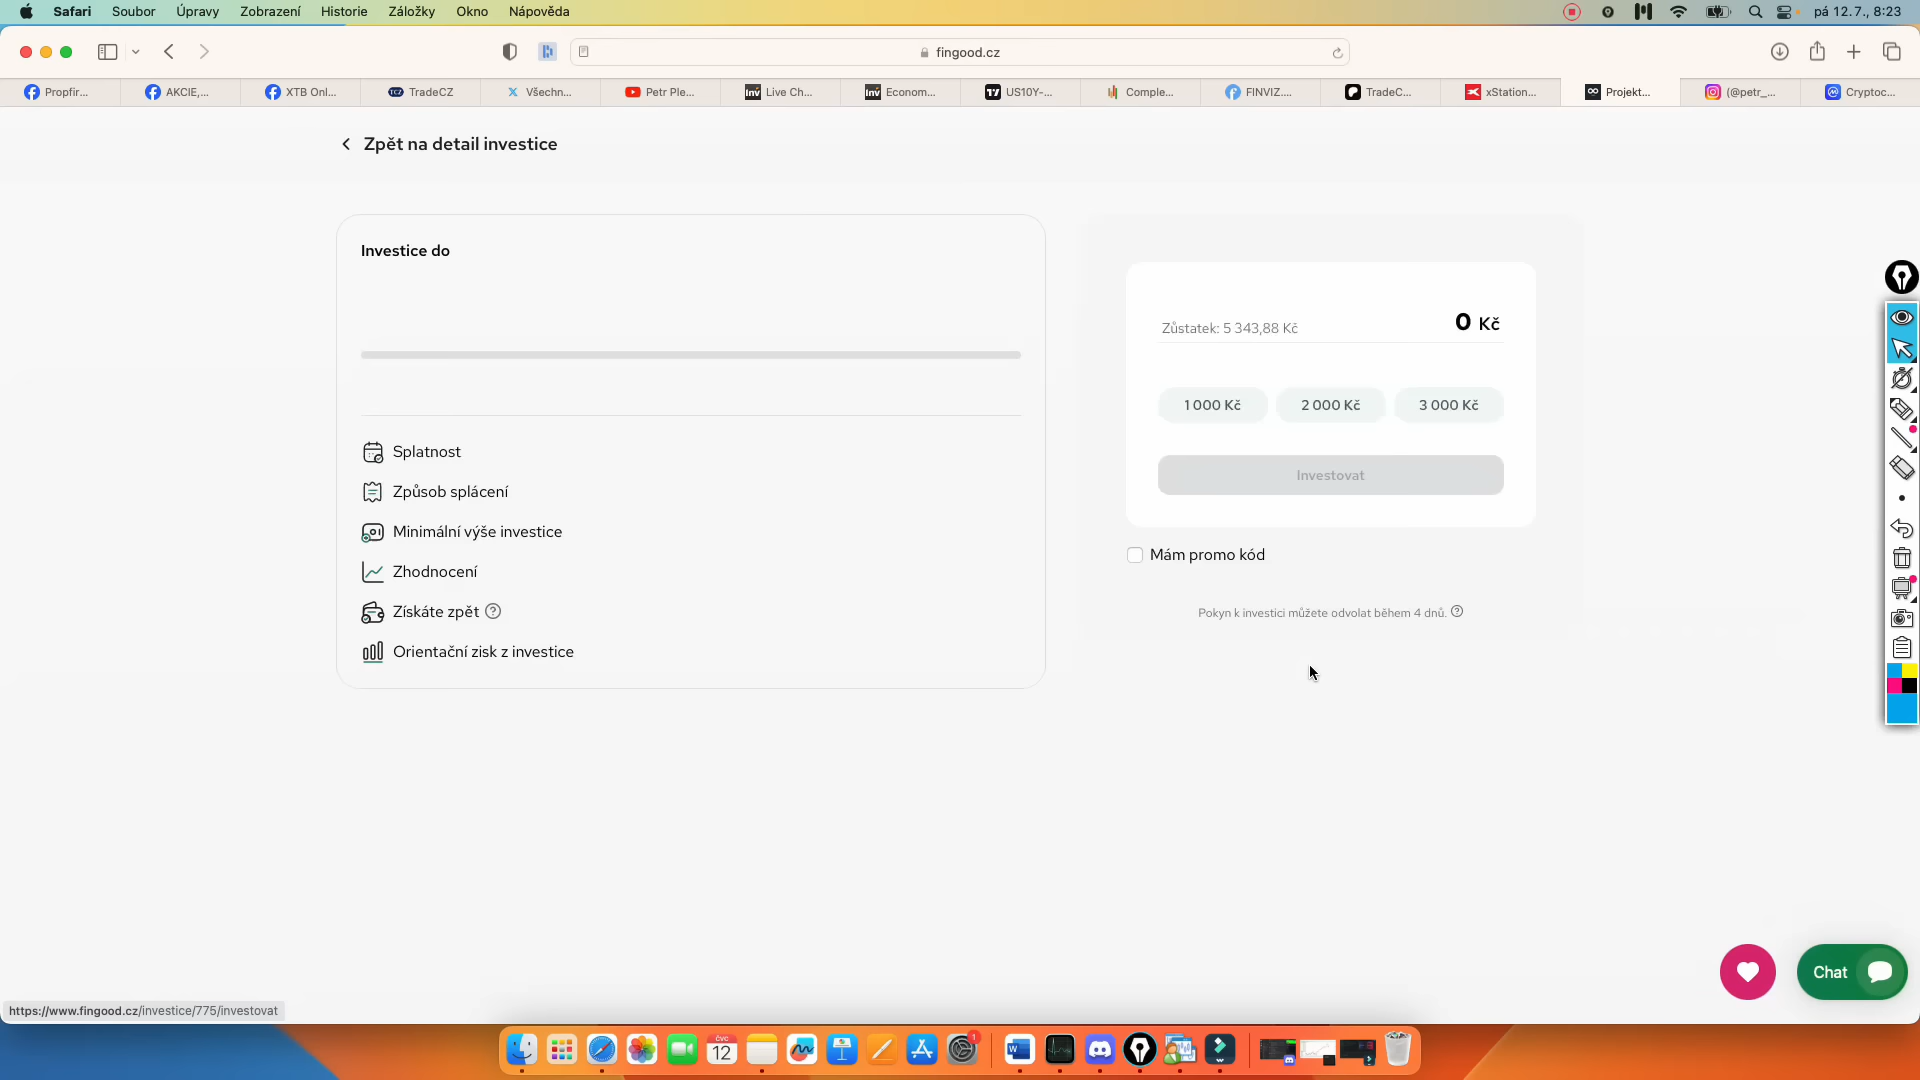 Safari Soubor Úpravy Zobrazení Historie Záložky Okno Nápověda pá 12.7., 8:23
fingood.cz
Propfir... AKCIE,... XTB Onl... TradeCZ Všechn... Petr Ple... Live Ch... Econom... US10Y-... Comple... FINVIZ.... TradeC... xStation... Projekt... (@petr_... Cryptoc...
Zpět na detail investice
Investice do
Splatnost
Způsob splácení
Minimální výše investice
Zhodnocení
Získáte zpět
Orientační zisk z investice
Zůstatek: 5 343,88 Kč 0 Kč
1 000 Kč 2 000 Kč 3 000 Kč
Investovat
Mám promo kód
Pokyn k investici můžete odvolat během 4 dnů.
Chat
https://www.fingood.cz/investice/775/investovat
ČVC
12
1